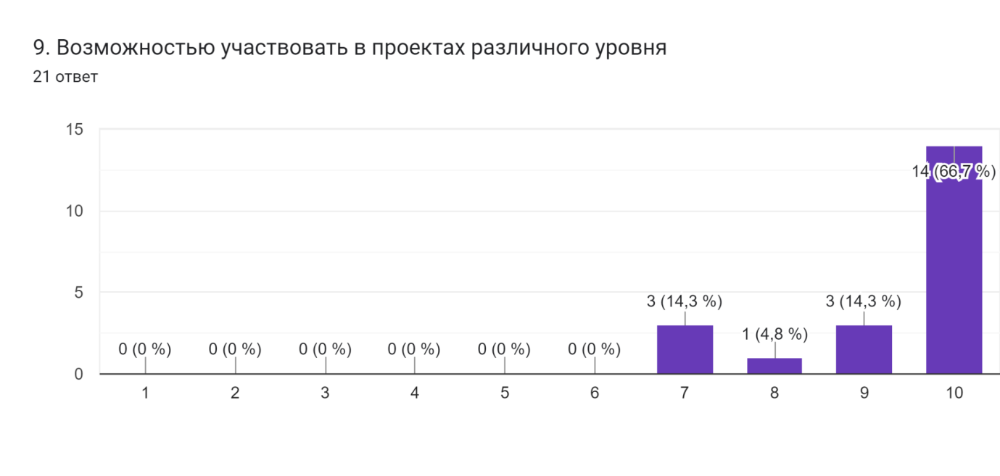 9. Возможностью участвовать в проектах различного уровня
21 ответ
15
10
5
0
0 (0 %) 0 (0 %) 0 (0 %) 0 (0 %) 0 (0 %) 0 (0 %) 3 (14,3 %) 1 (4,8 %) 3 (14,3 %) 14 (66,7 %)
1 2 3 4 5 6 7 8 9 10